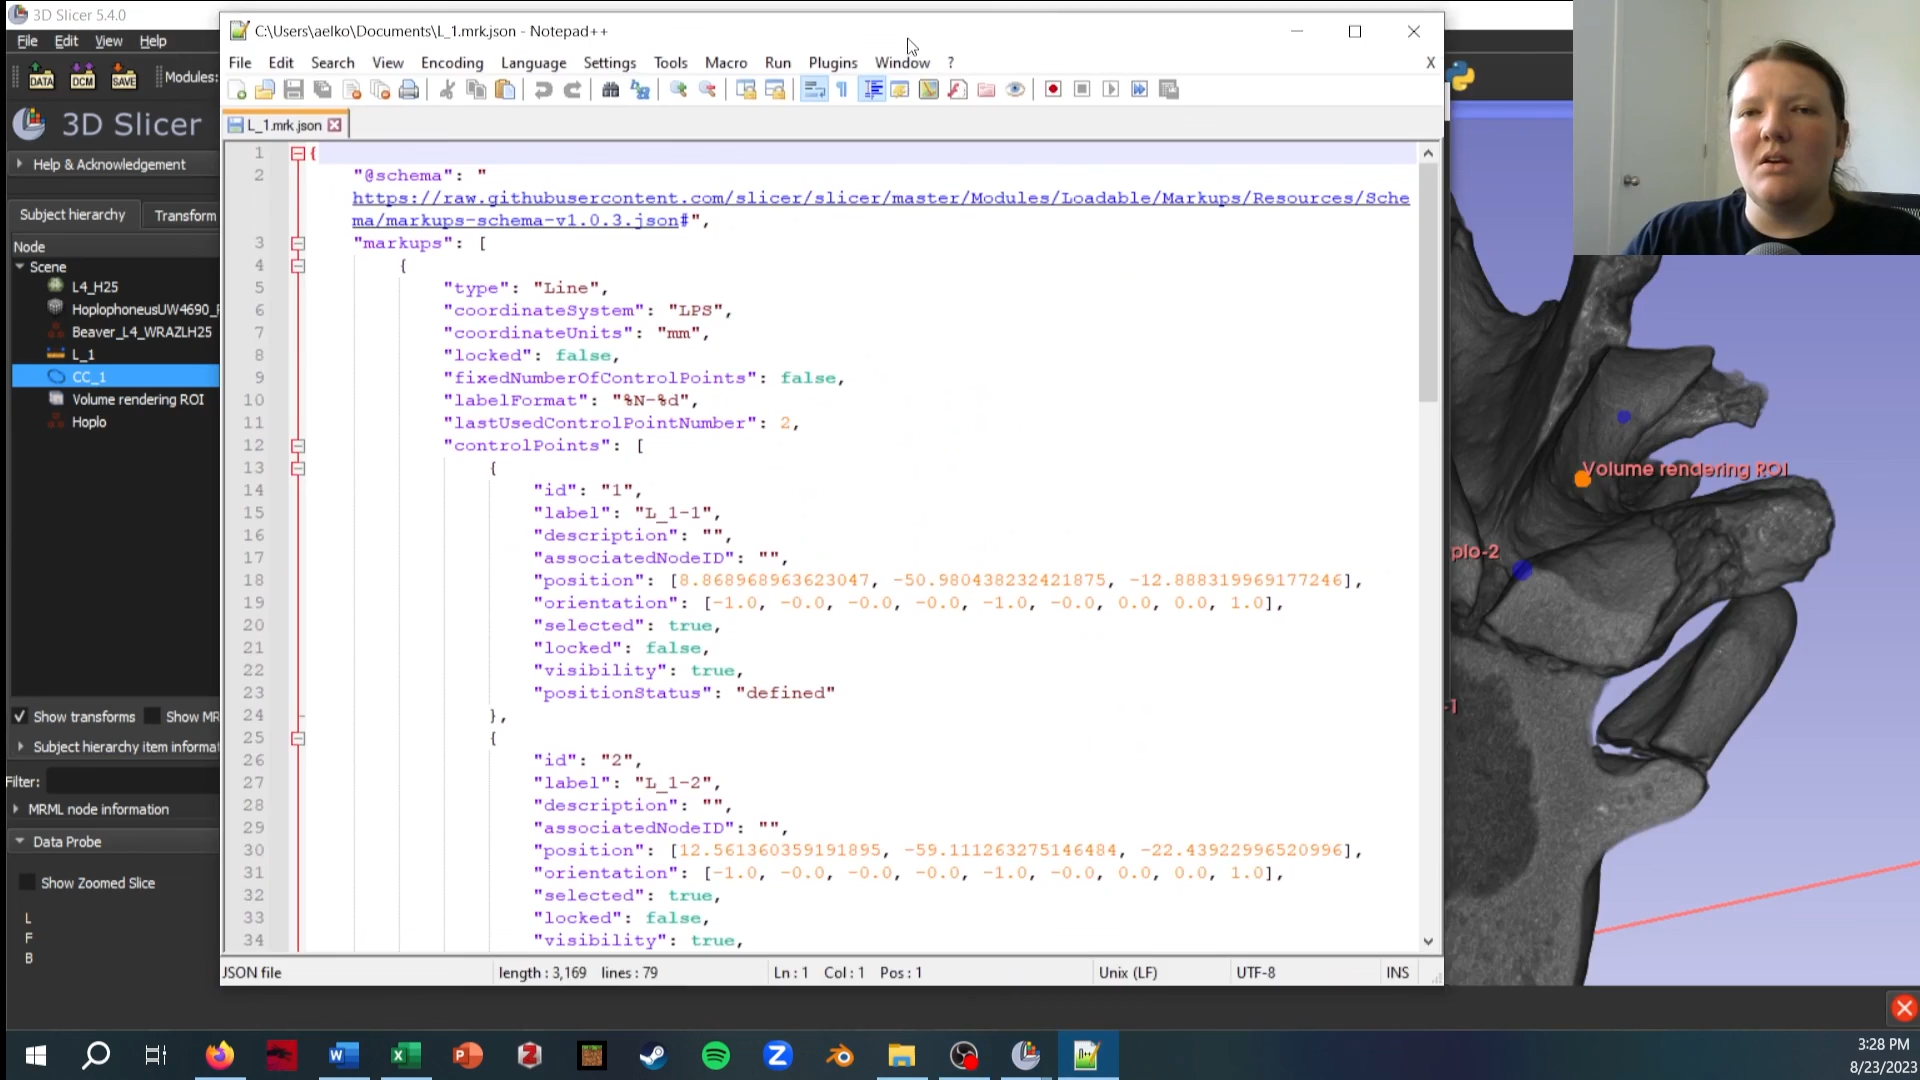 3D Slicer 5.4.0
File Edit View Help
DATA DCM SAVE Modules:
3D Slicer
Help & Acknowledgement
Subject hierarchy Transform
Node
Scene
L4_H25
HoplophoneusUW4690_
Beaver_L4_WRAZLH25
L_1
CC_1
Volume rendering ROI
Hoplo
Show transforms Show MR
Subject hierarchy item informat
Filter:
MRML node information
Data Probe
Show Zoomed Slice
L
F
B
C:\Users\aelko\Documents\L_1.mrk.json - Notepad++
File Edit Search View Encoding Language Settings Tools Macro Run Plugins Window ? X
L_1.mrk.json
1 {
2 "@schema": "
https://raw.githubusercontent.com/slicer/slicer/master/Modules/Loadable/Markups/Resources/Sche
ma/markups-schema-v1.0.3.json#",
3 "markups": [
4 {
5 "type": "Line",
6 "coordinateSystem": "LPS",
7 "coordinateUnits": "mm",
8 "locked": false,
9 "fixedNumberOfControlPoints": false,
10 "labelFormat": "%N-%d",
11 "lastUsedControlPointNumber": 2,
12 "controlPoints": [
13 {
14 "id": "1",
15 "label": "L_1-1",
16 "description": "",
17 "associatedNodeID": "",
18 "position": [8.868968963623047, -50.980438232421875, -12.888319969177246],
19 "orientation": [-1.0, -0.0, -0.0, -0.0, -1.0, -0.0, 0.0, 0.0, 1.0],
20 "selected": true,
21 "locked": false,
22 "visibility": true,
23 "positionStatus": "defined"
24 },
25 {
26 "id": "2",
27 "label": "L_1-2",
28 "description": "",
29 "associatedNodeID": "",
30 "position": [12.561360359191895, -59.111263275146484, -22.43922996520996],
31 "orientation": [-1.0, -0.0, -0.0, -0.0, -1.0, -0.0, 0.0, 0.0, 1.0],
32 "selected": true,
33 "locked": false,
34 "visibility": true,
JSON file length : 3,169 lines : 79 Ln : 1 Col : 1 Pos : 1 Unix (LF) UTF-8 INS
Volume rendering ROI
plo-2
-1
3:28 PM
8/23/2023